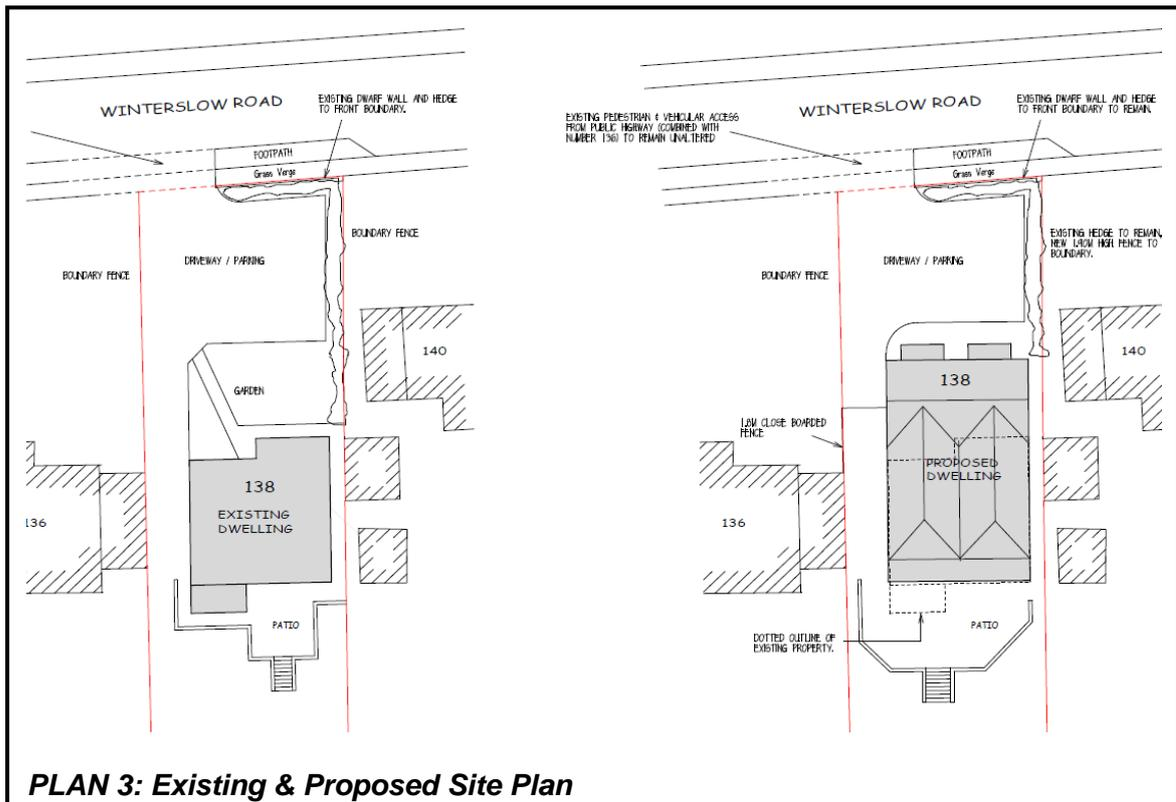 WINTERSLOW ROAD
EXISTING DWARF WALL AND HEDGE
TO FRONT BOUNDARY.
FOOTPATH
Grass Verge
BOUNDARY FENCE
BOUNDARY FENCE
DRIVEWAY / PARKING
140
GARDEN
138
EXISTING
DWELLING
136
PATIO
WINTERSLOW ROAD
EXISTING DWARF WALL AND HEDGE
TO FRONT BOUNDARY TO REMAIN.
EXISTING PEDESTRIAN & VEHICULAR ACCESS
FROM PUBLIC HIGHWAY (COMBINED WITH
NUMBER 136) TO REMAIN UNALTERED
FOOTPATH
Grass Verge
EXISTING HEDGE TO REMAIN,
NEW 1.90M HIGH FENCE TO
BOUNDARY.
DRIVEWAY / PARKING
BOUNDARY FENCE
140
138
1.8M CLOSE BOARDED
FENCE
PROPOSED
DWELLING
136
PATIO
DOTTED OUTLINE OF
EXISTING PROPERTY.
PLAN 3: Existing & Proposed Site Plan